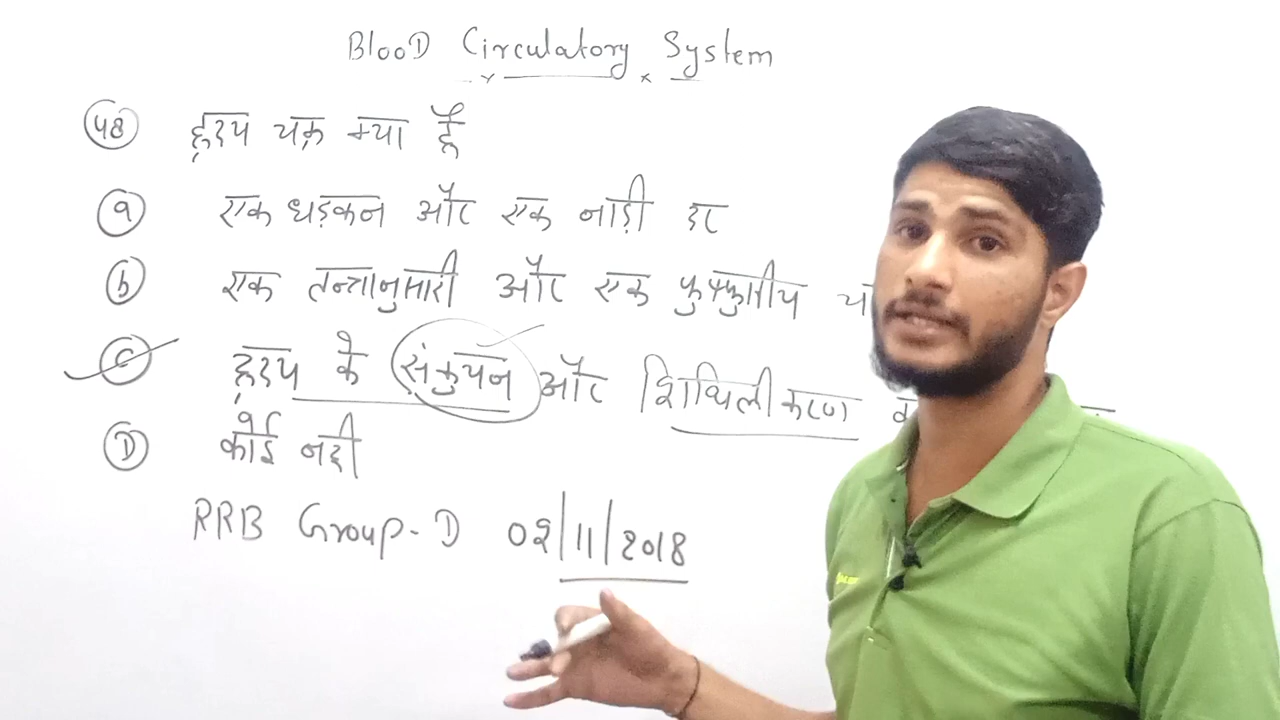 BlooD Circulatory System
48 हृदय चक्र क्या है
a एक धड़कन और एक नाड़ी दर
b एक तन्त्रानुसारी और एक फुफ्फुसीय
c हृदय के संकुचन और शिथिलीकरण
D कोई नही
RRB Group-D 02/11/2018